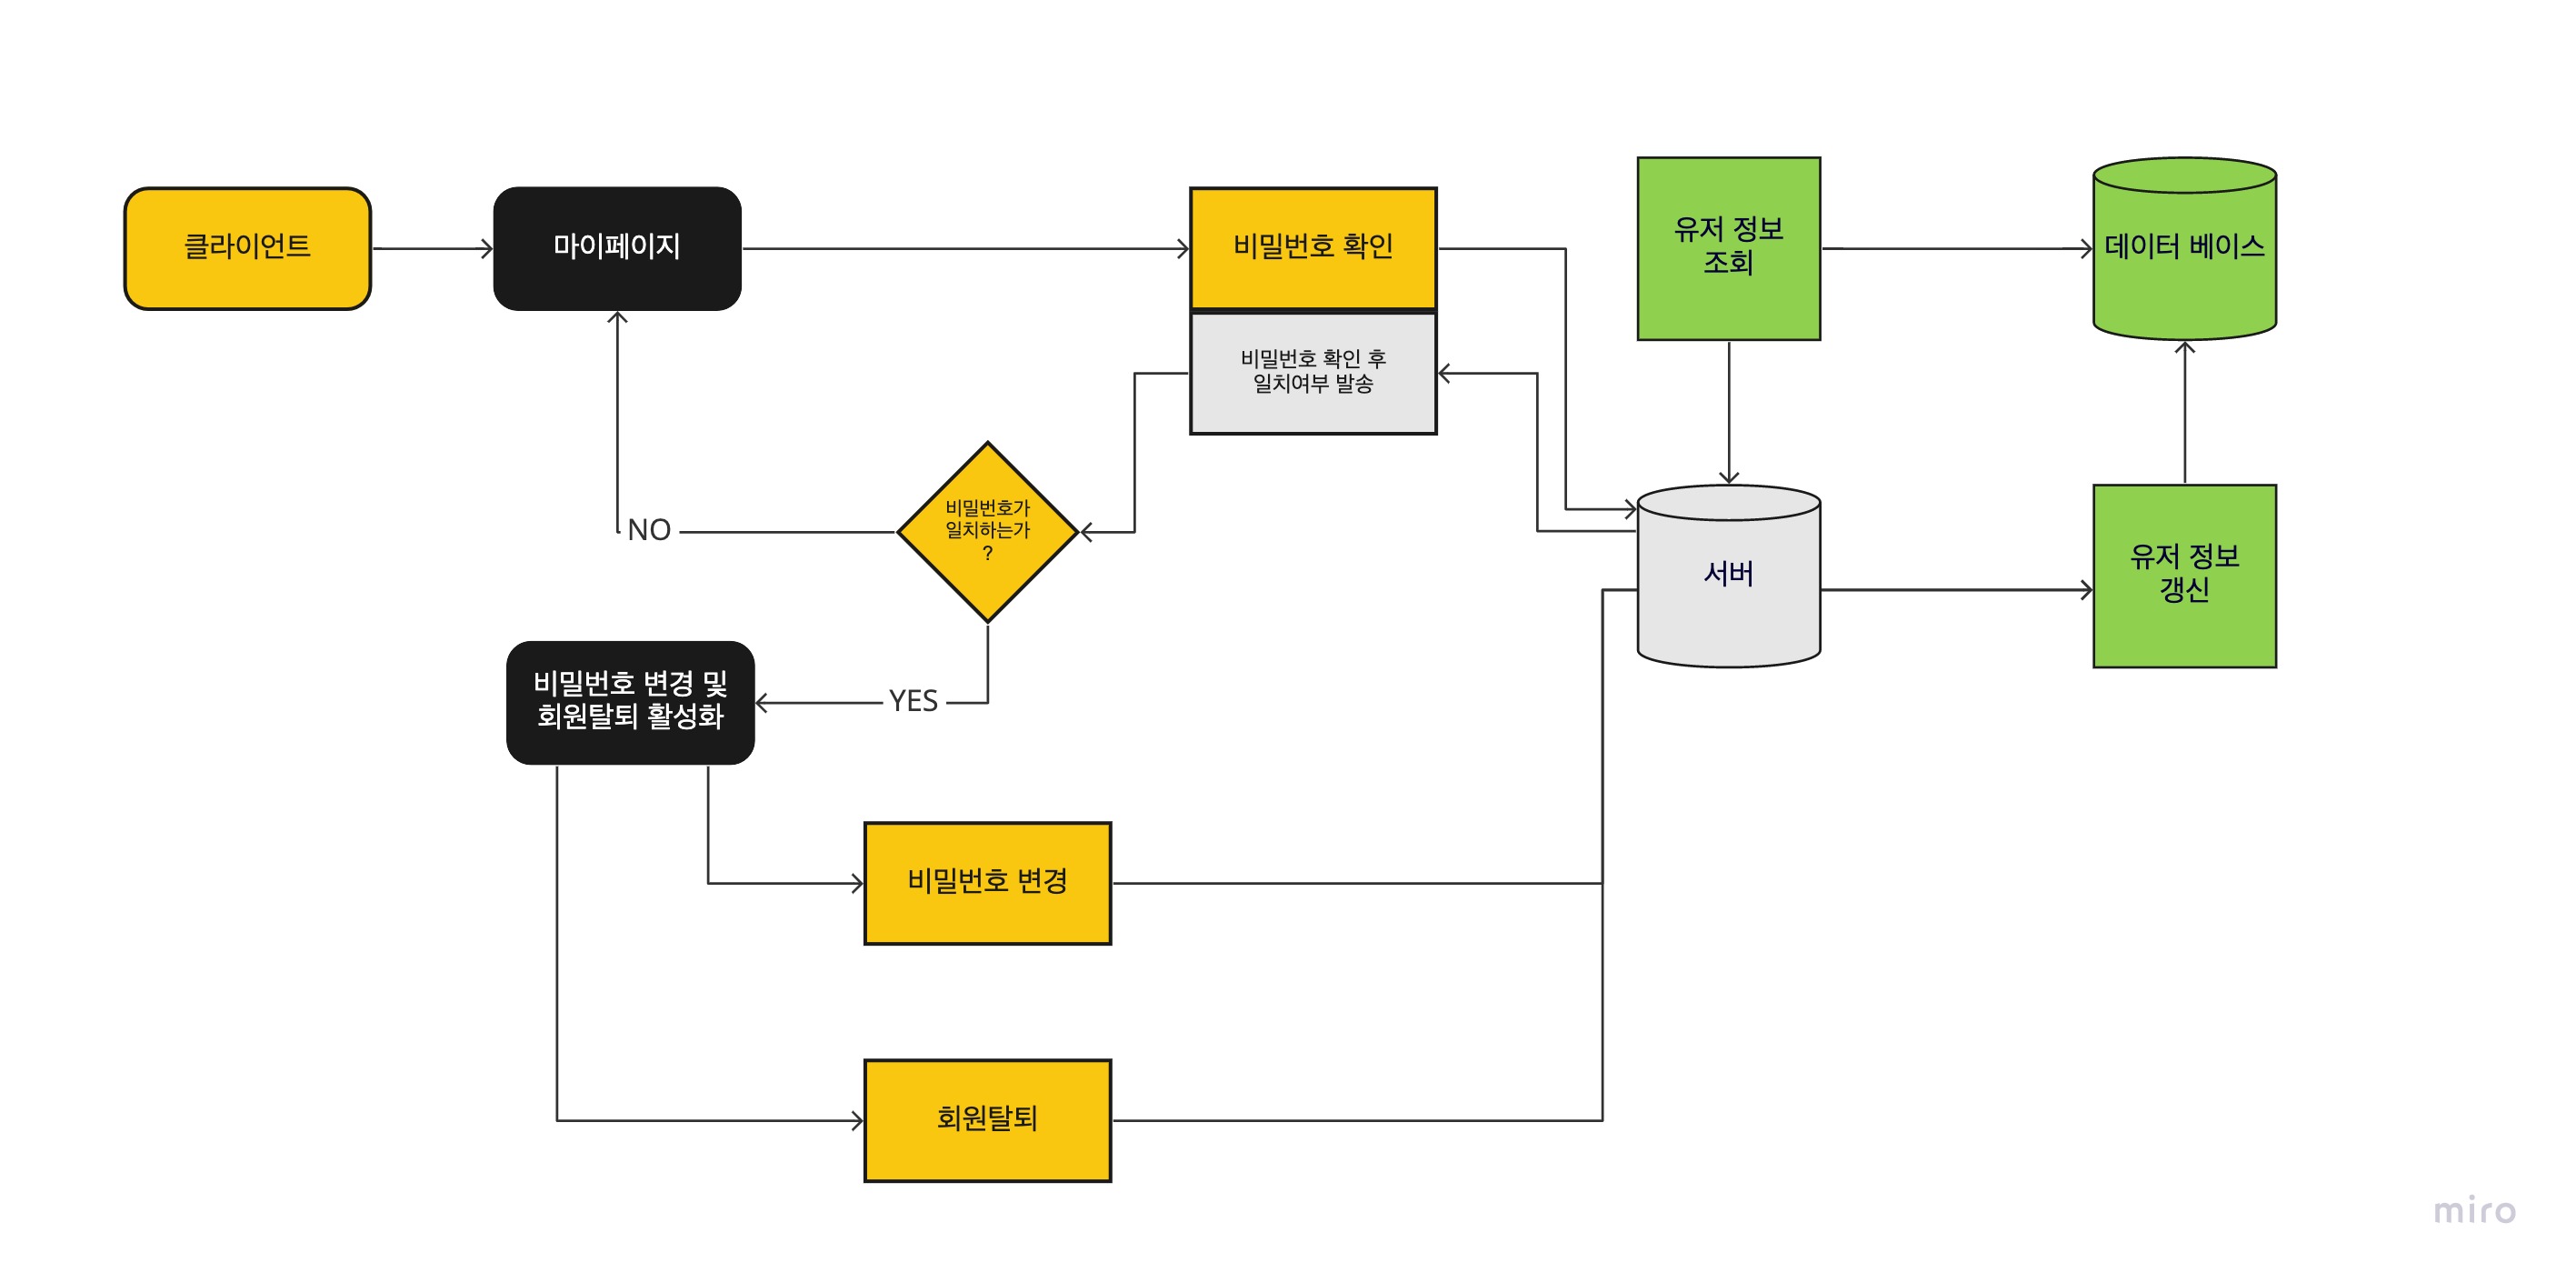 클라이언트
마이페이지
비밀번호 확인
유저 정보
조회
데이터 베이스
비밀번호 확인 후
일치여부 발송
비밀번호가
일치하는가
?
NO
서버
유저 정보
갱신
비밀번호 변경 및
회원탈퇴 활성화
YES
비밀번호 변경
회원탈퇴
miro